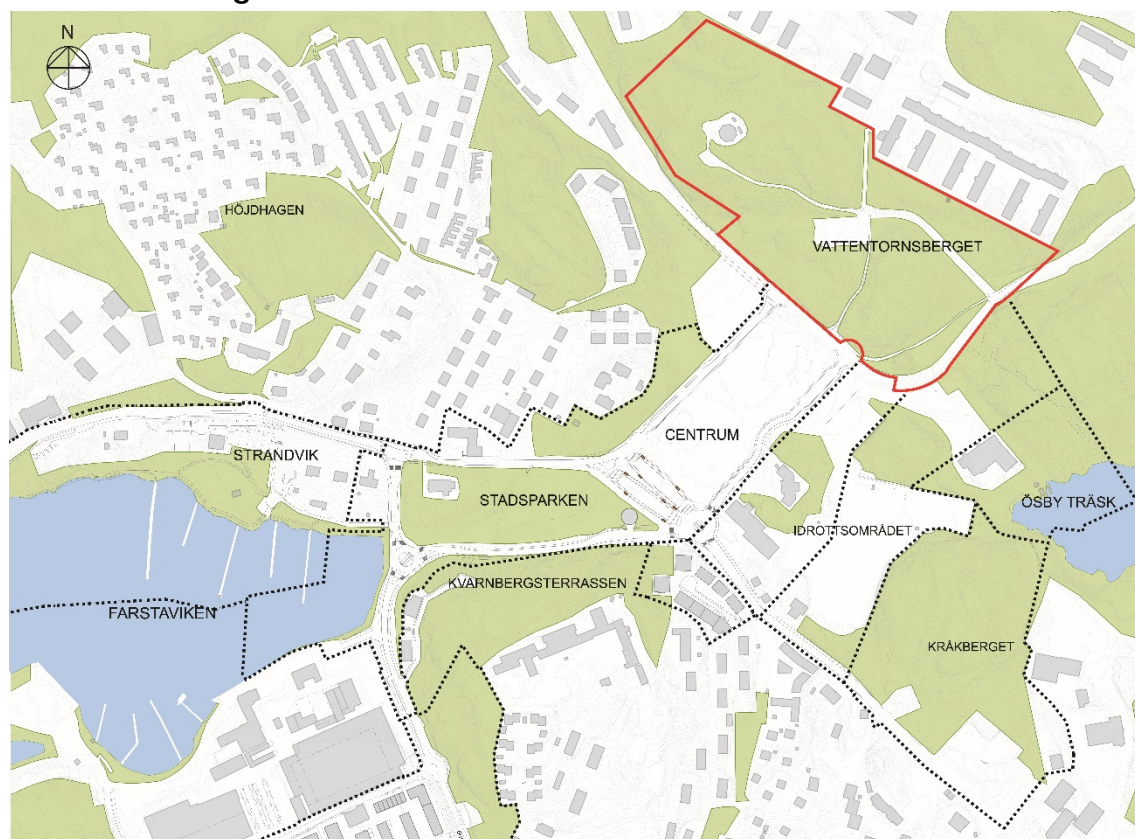 N
HÖJDHAGEN
VATTENTORNSBERGET
CENTRUM
STRANDVIK
STADSPARKEN
ÖSBY TRÄSK
IDROTTSOMRÅDET
KVARNBERGSTERRASSEN
FARSTAVIKEN
KRÅKBERGET